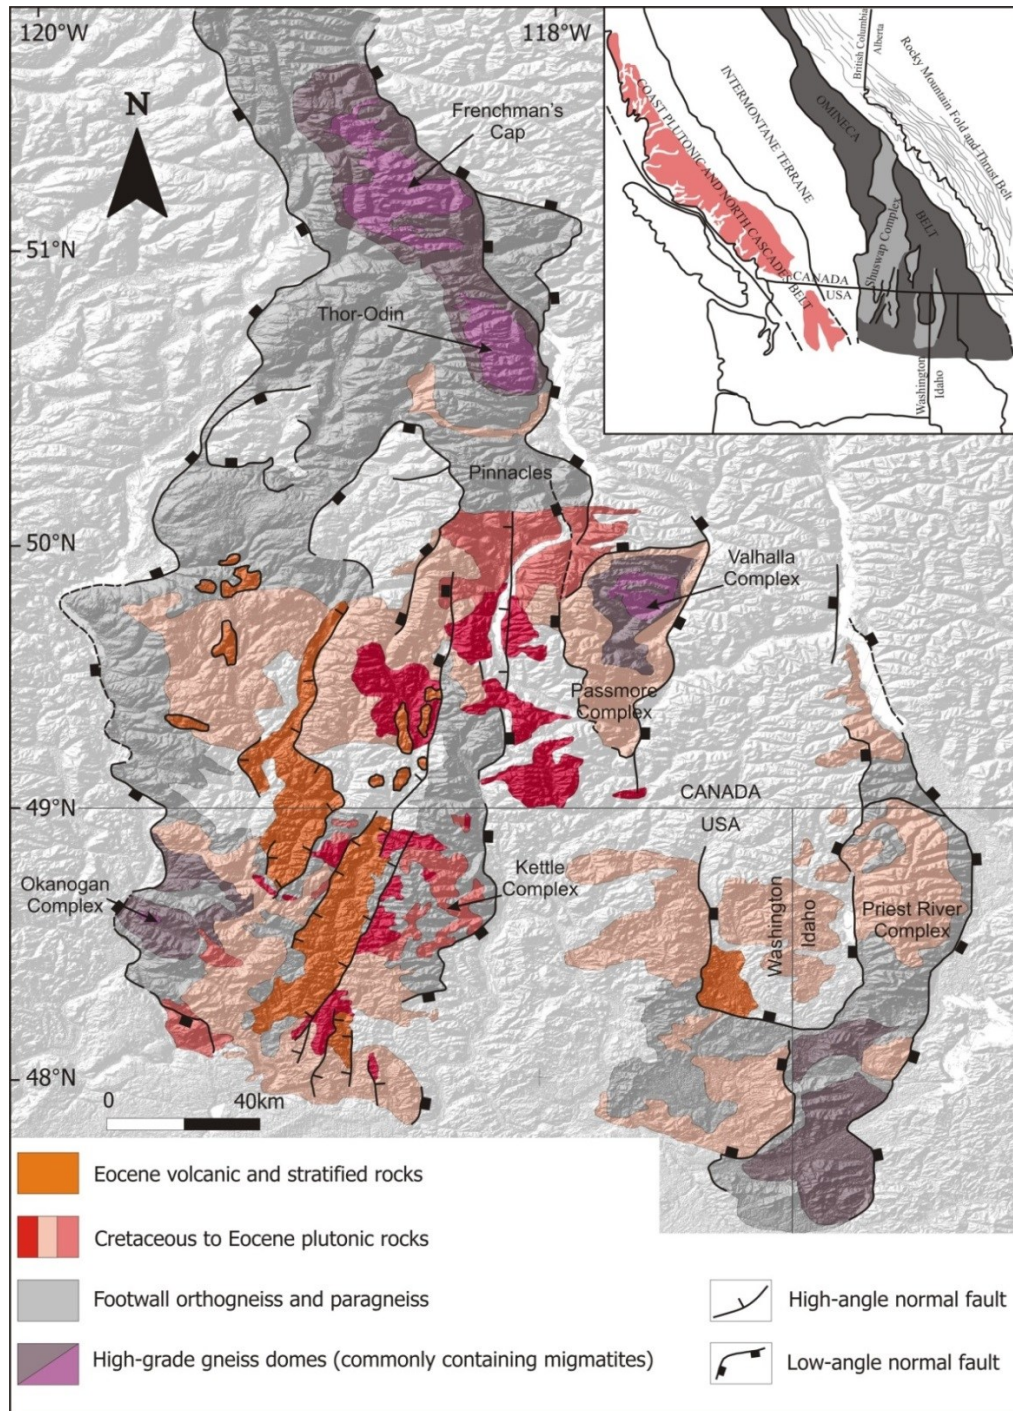 120°W
118°W
N
Frenchman's
Cap
51°N
Thor-Odin
Pinnacles
50°N
Valhalla
Complex
Passmore
Complex
49°N
CANADA
USA
Okanogan
Complex
Kettle
Complex
Washington
Idaho
Priest River
Complex
48°N
0
40km
COAST PLUTONIC AND NORTH CASCADE BELT
INTERMONTANE TERRANE
OMINECA BELT
Shuswap Complex
British Columbia
Alberta
Rocky Mountain Fold and Thrust Belt
CANADA
USA
Washington
Idaho
Eocene volcanic and stratified rocks
Cretaceous to Eocene plutonic rocks
Footwall orthogneiss and paragneiss
High-grade gneiss domes (commonly containing migmatites)
High-angle normal fault
Low-angle normal fault